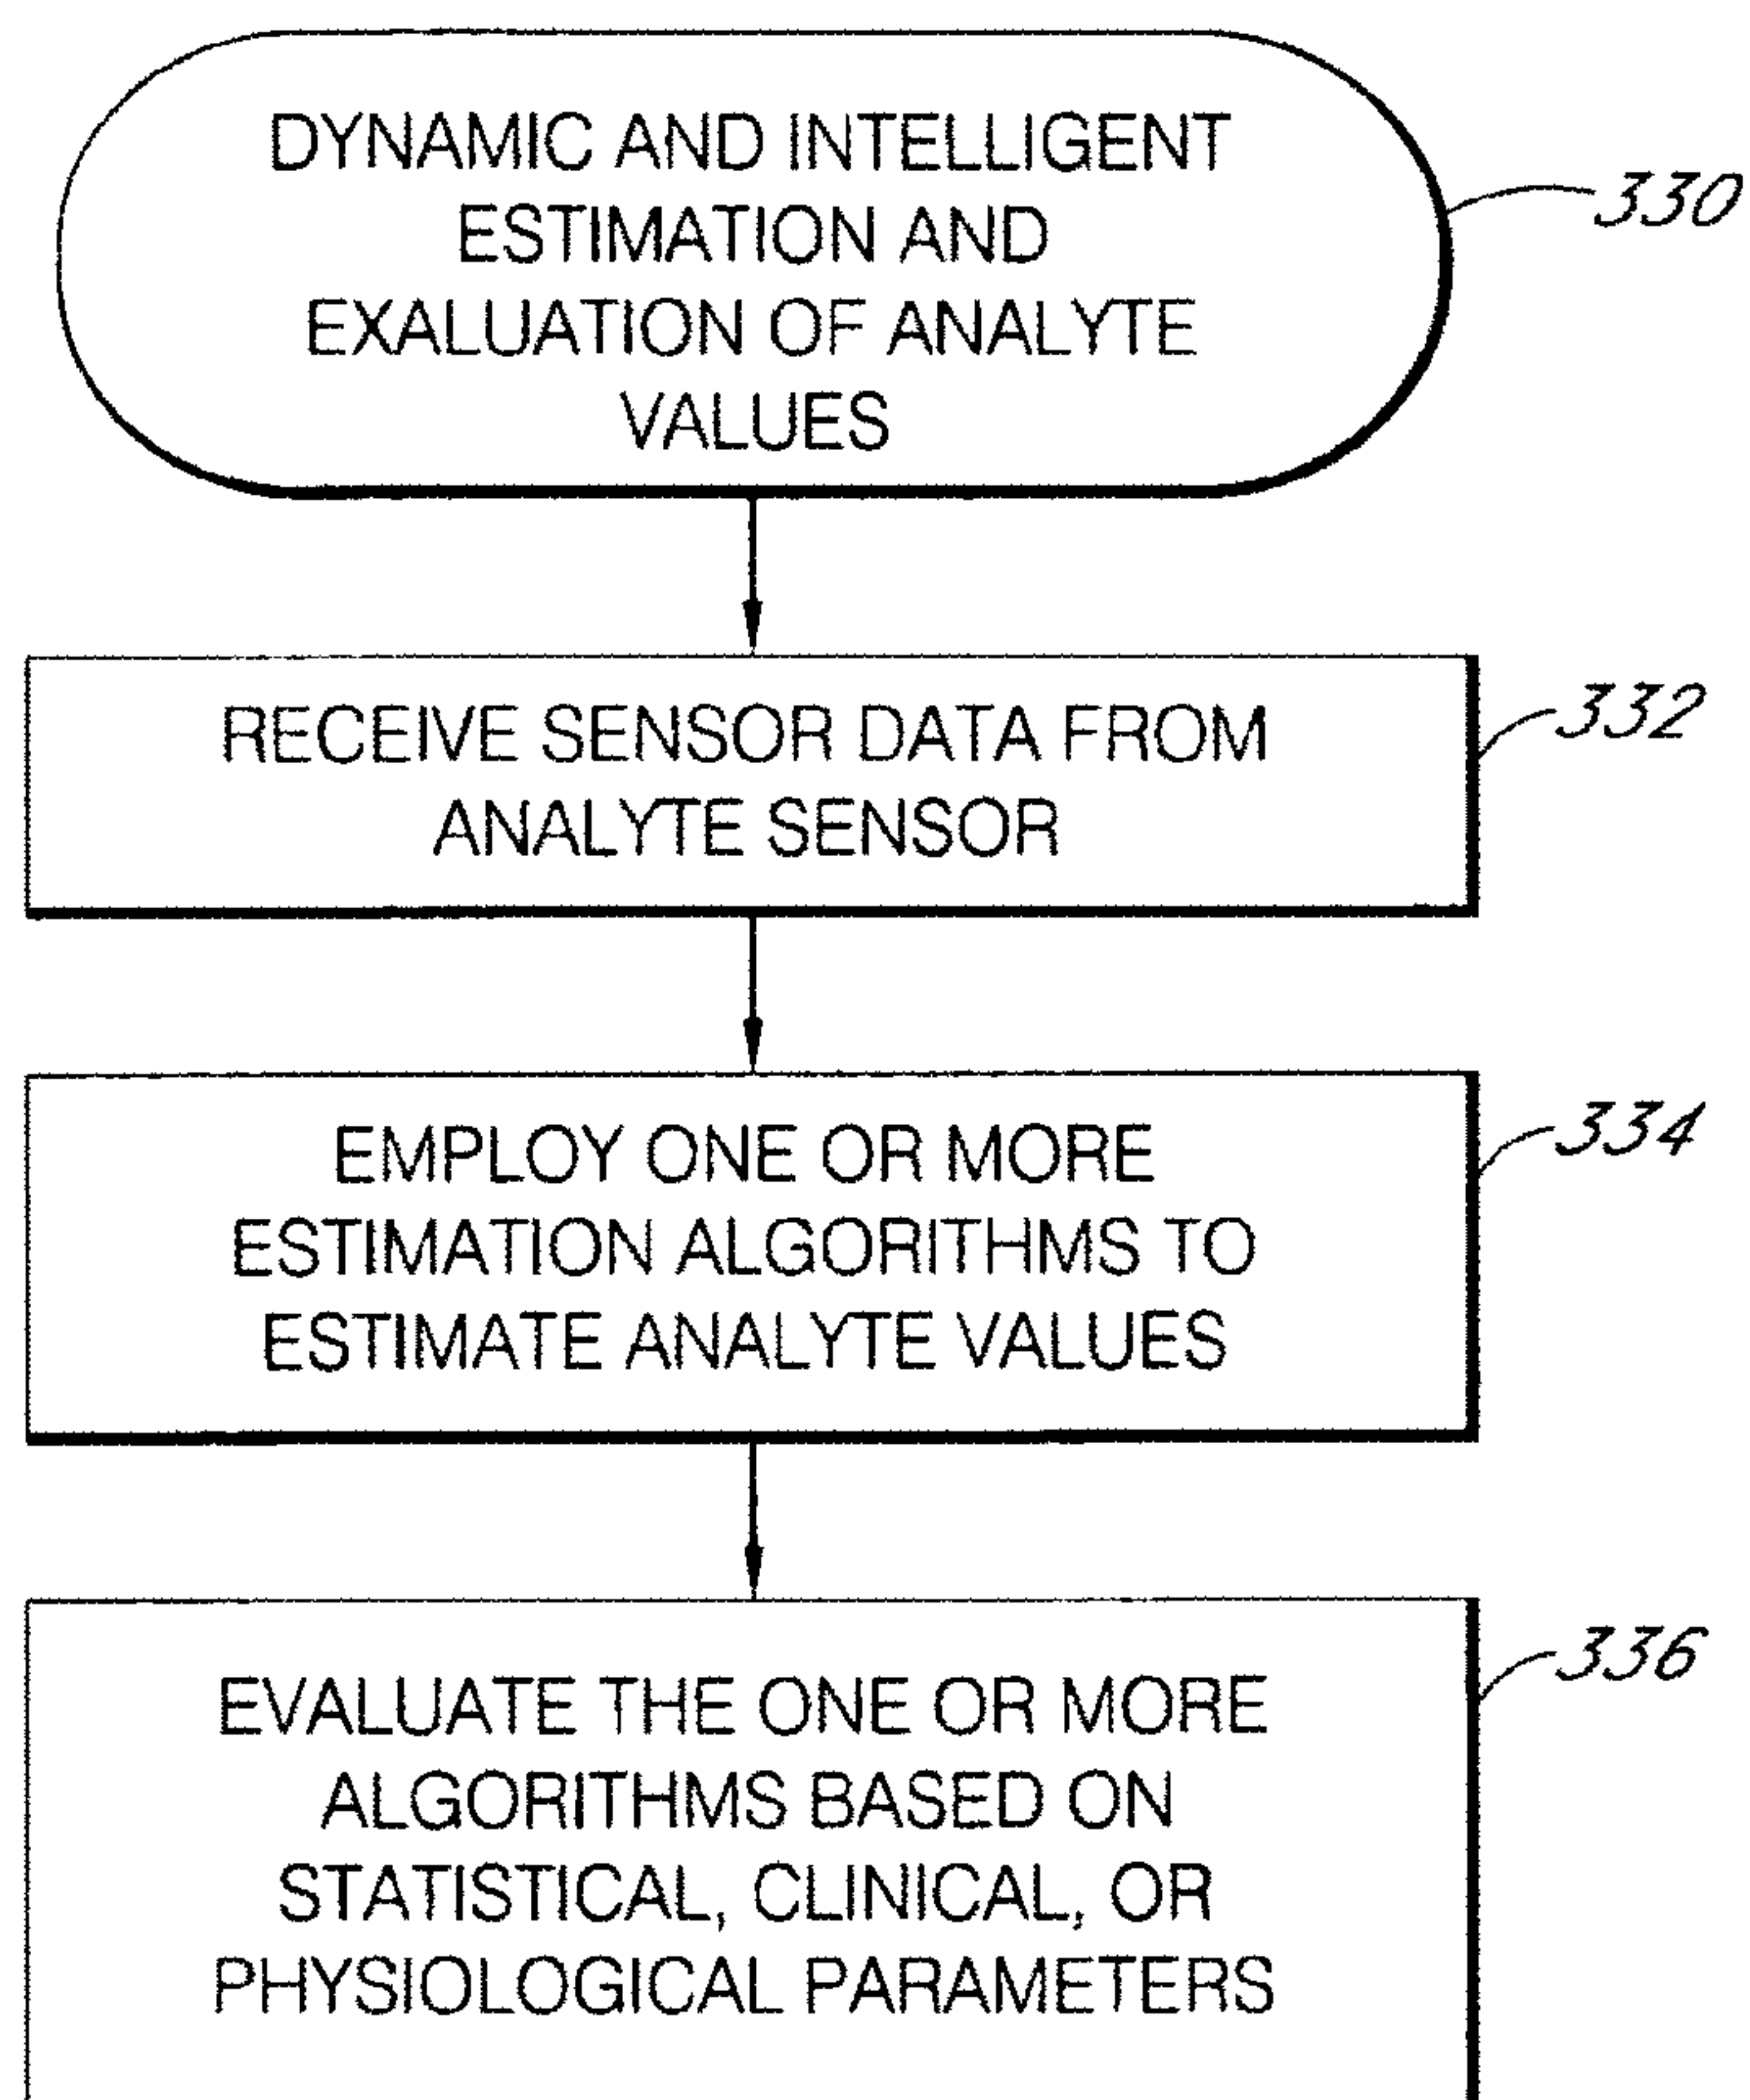 DYNAMIC AND INTELLIGENT
ESTIMATION AND
EXALUATION OF ANALYTE
VALUES
330
RECEIVE SENSOR DATA FROM
ANALYTE SENSOR
332
EMPLOY ONE OR MORE
ESTIMATION ALGORITHMS TO
ESTIMATE ANALYTE VALUES
334
EVALUATE THE ONE OR MORE
ALGORITHMS BASED ON
STATISTICAL, CLINICAL, OR
PHYSIOLOGICAL PARAMETERS
336